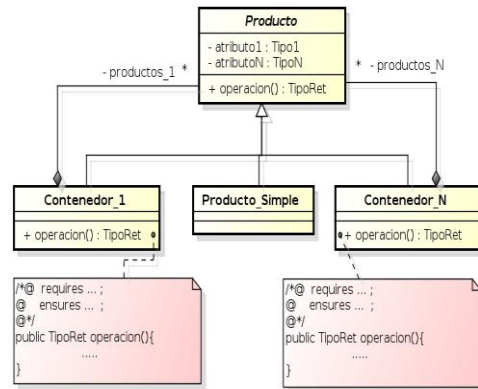 Producto
- atributo1 : Tipo1
- atributoN : TipoN
+ operacion() : TipoRet
- productos_1 *
* - productos_N
Contenedor_1
+ operacion() : TipoRet
Producto_Simple
Contenedor_N
+ operacion() : TipoRet
/*@ requires ... ;
@ ensures ... ;
@*/
public TipoRet operacion(){
.....
}
/*@ requires ... ;
@ ensures ... ;
@*/
public TipoRet operacion(){
.....
}